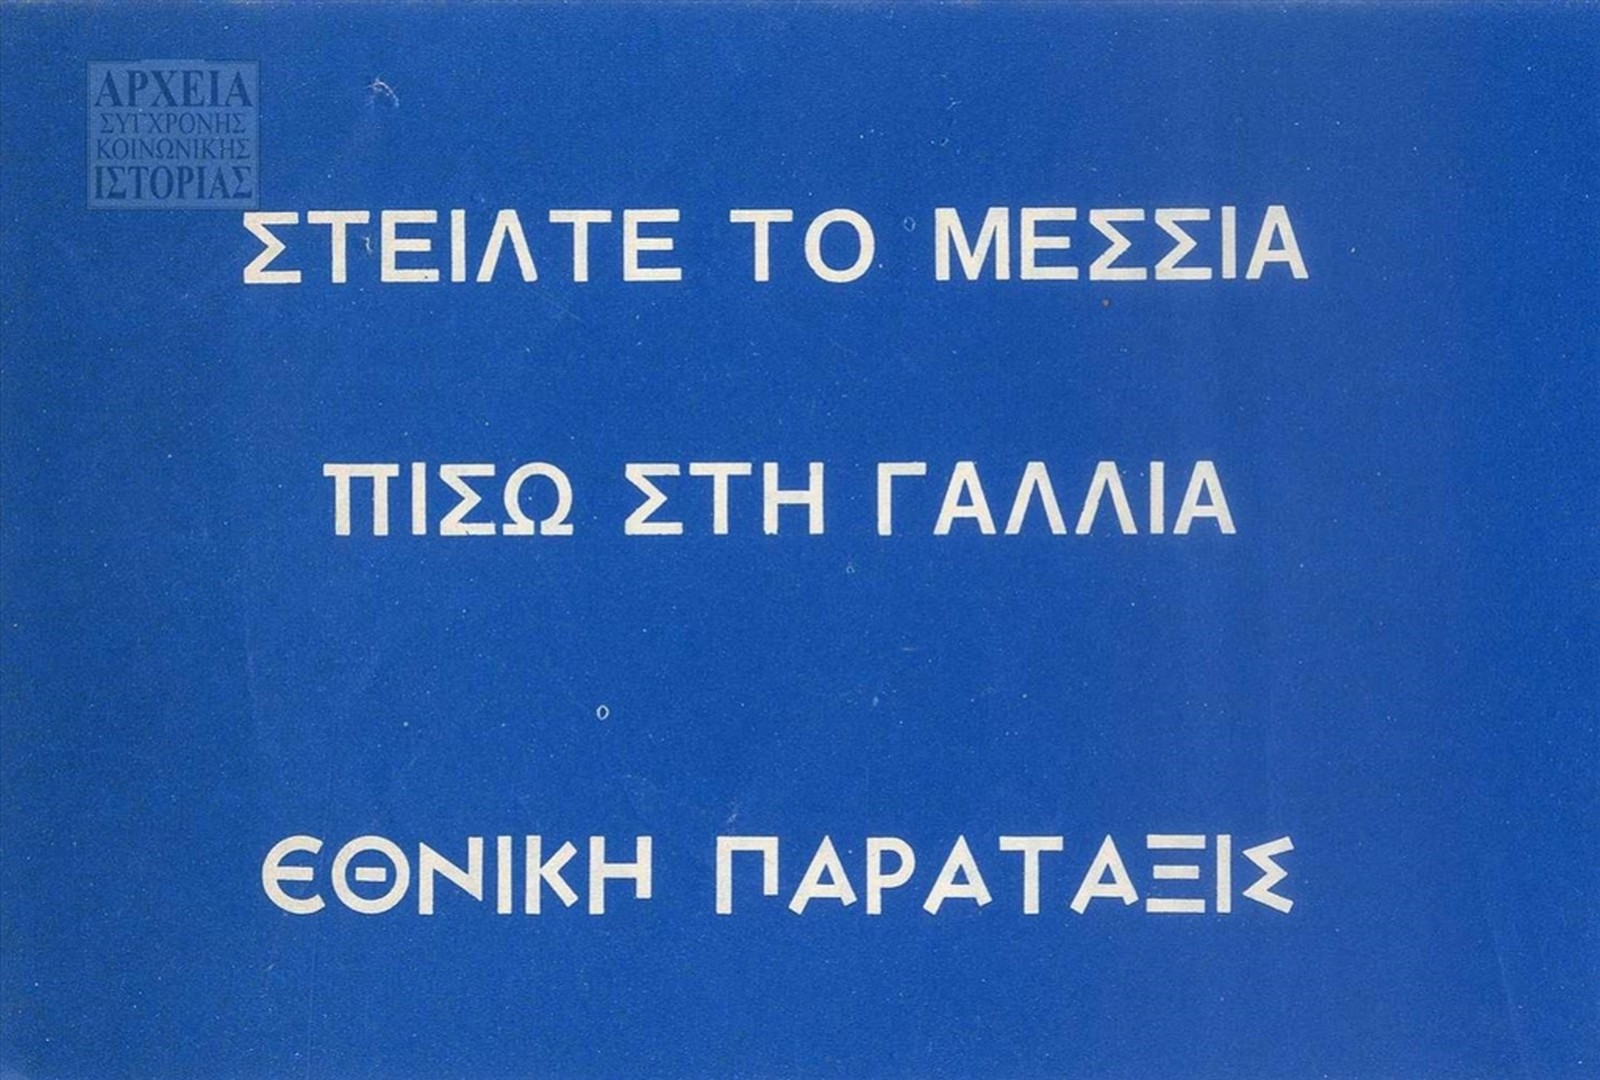 ΑΡΧΕΙΑ
ΣΥΓΧΡΟΝΗΣ
ΚΟΙΝΩΝΙΚΗΣ
ΙΣΤΟΡΙΑΣ
ΣΤΕΙΛΤΕ ΤΟ ΜΕΣΣΙΑ
ΠΙΣΩ ΣΤΗ ΓΑΛΛΙΑ
ΕΘΝΙΚΗ ΠΑΡΑΤΑΞΙΣ